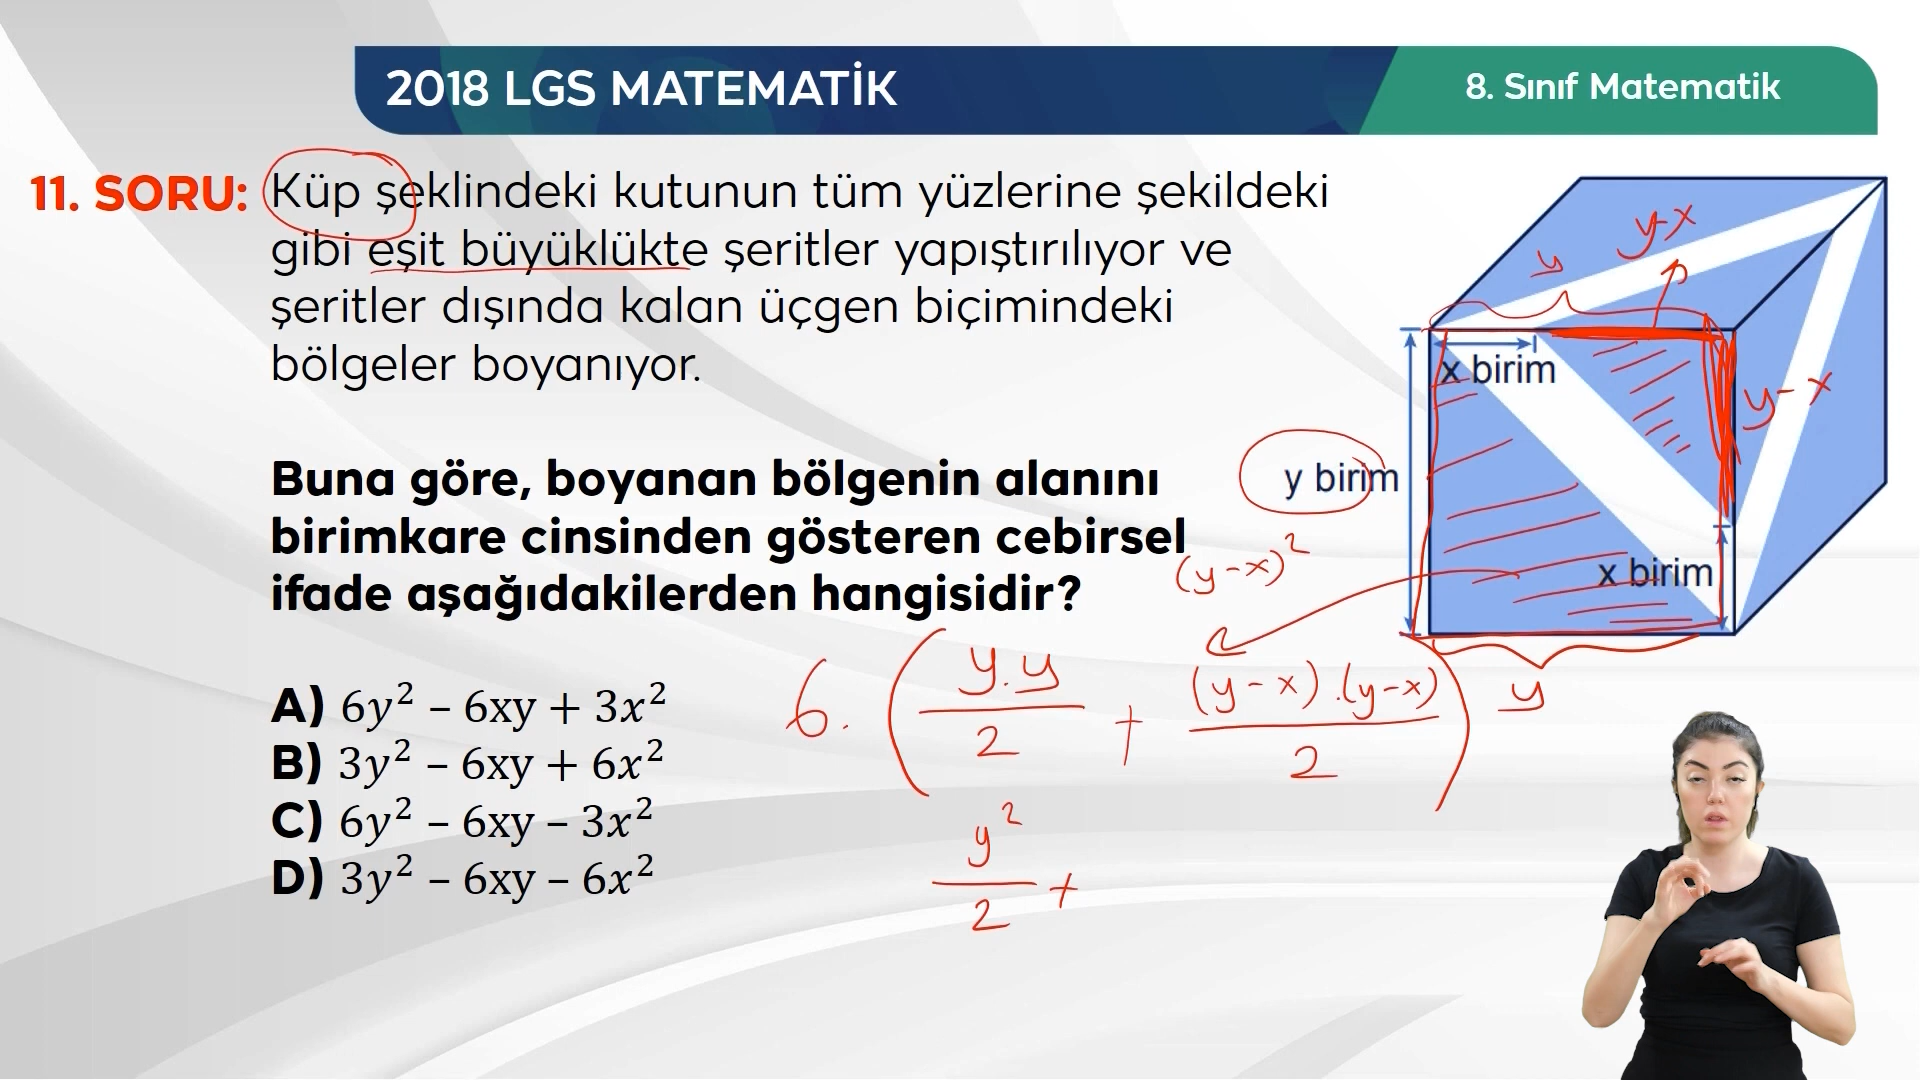 2018 LGS MATEMATİK
8. Sınıf Matematik
11. SORU: Küp şeklindeki kutunun tüm yüzlerine şekildeki
gibi eşit büyüklükte şeritler yapıştırılıyor ve
şeritler dışında kalan üçgen biçimindeki
bölgeler boyanıyor.
Buna göre, boyanan bölgenin alanını
birimkare cinsinden gösteren cebirsel
ifade aşağıdakilerden hangisidir?
A) 6y² – 6xy + 3x²
B) 3y² – 6xy + 6x²
C) 6y² – 6xy – 3x²
D) 3y² – 6xy – 6x²
y-x
y
x birim
y-x
y birim
x birim
(y-x)²
6. (y.y/2 + (y-x).(y-x)/2)
y
y²/2 +